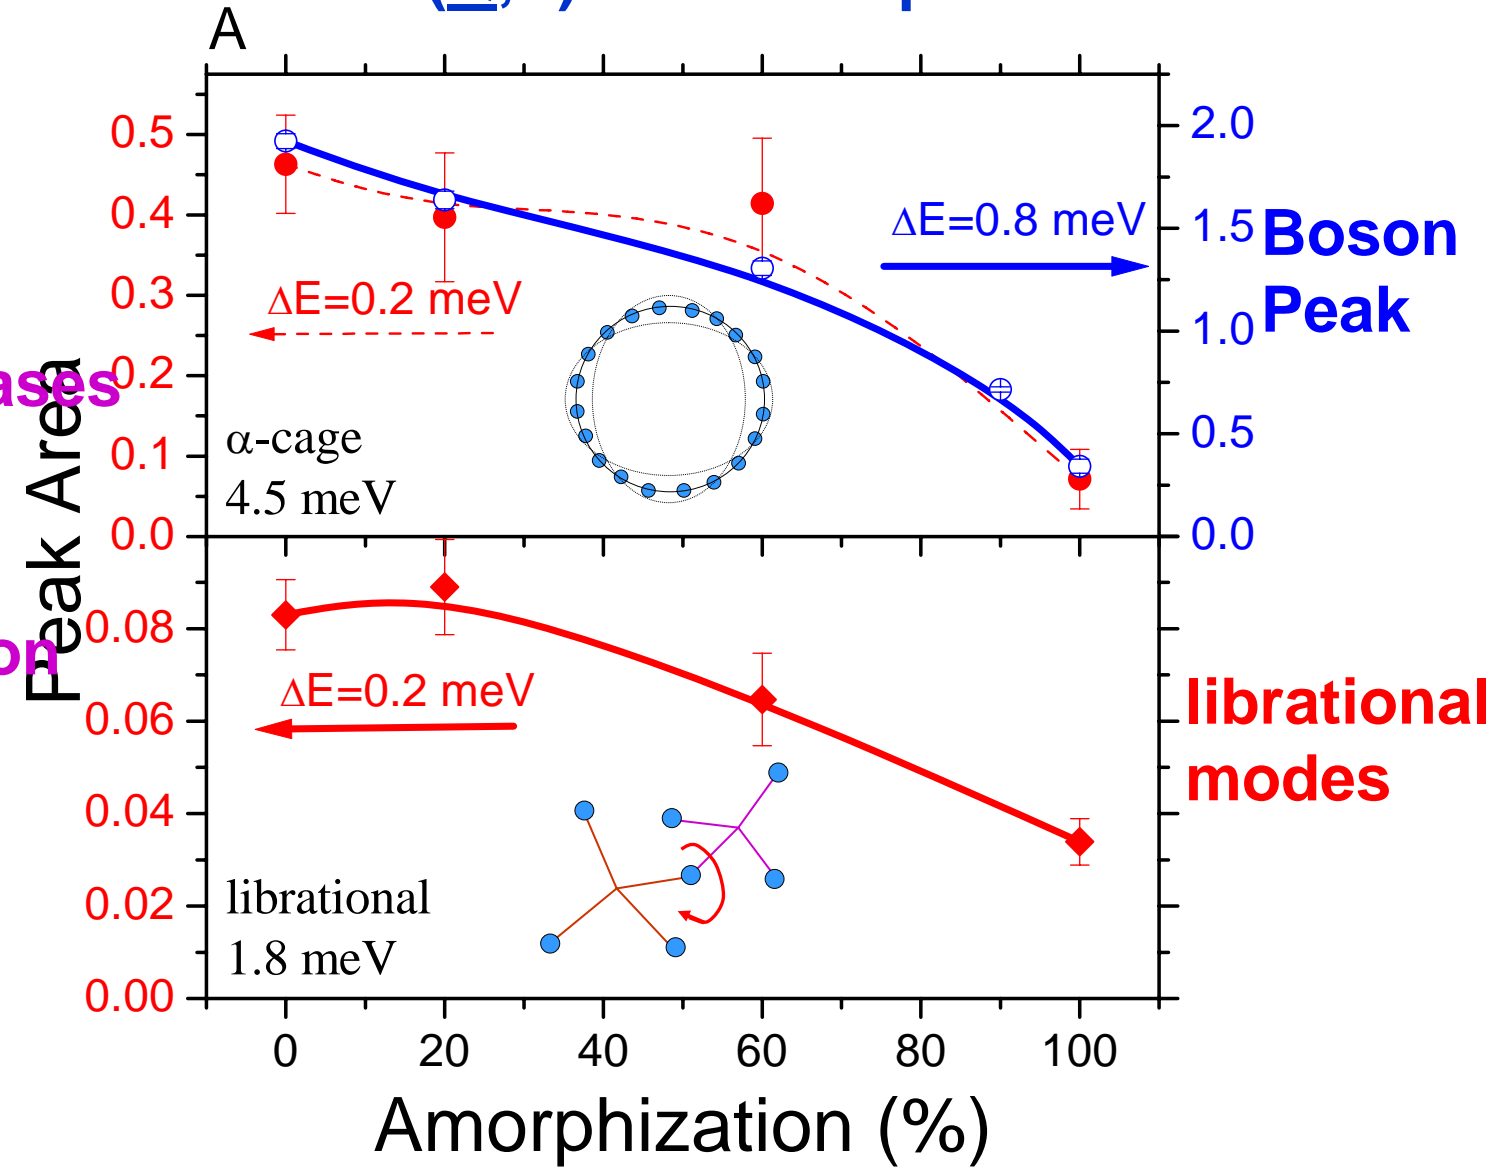 A
0.5
0.4
0.3
0.2
0.1
0.0
2.0
1.5
1.0
0.5
0.0
ΔE=0.8 meV
Boson
Peak
ΔE=0.2 meV
α-cage
4.5 meV
ases
on
Peak Area
0.08
0.06
0.04
0.02
0.00
ΔE=0.2 meV
librational
modes
librational
1.8 meV
0 20 40 60 80 100
Amorphization (%)